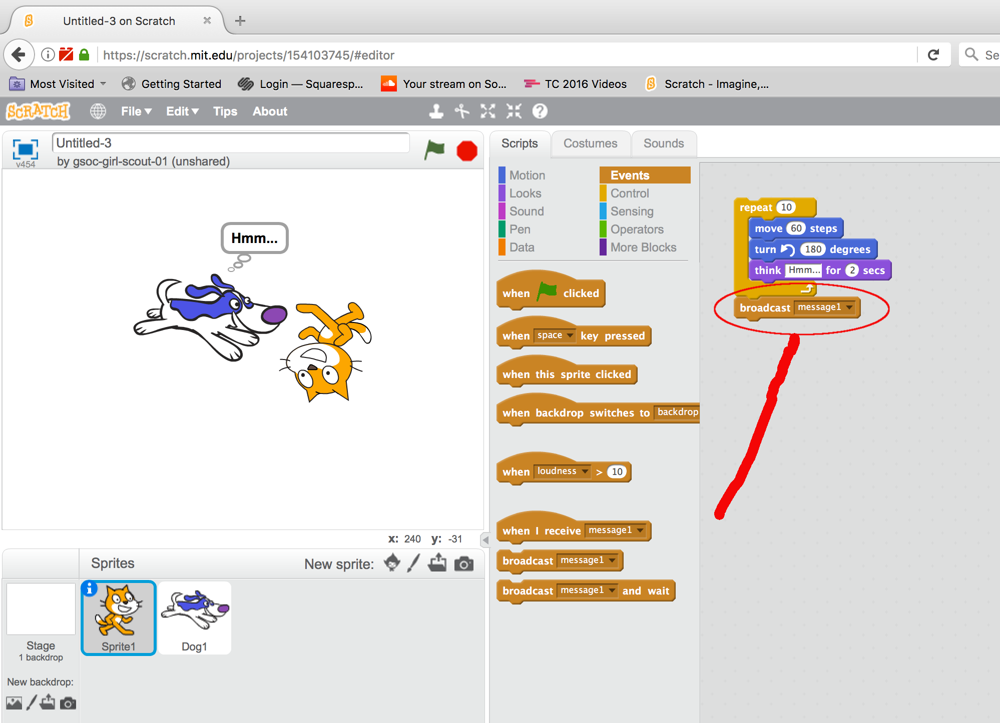 Untitled-3 on Scratch
https://scratch.mit.edu/projects/154103745/#editor
Se
Most Visited
Getting Started
Login — Squaresp...
Your stream on So...
TC 2016 Videos
Scratch - Imagine,...
SCRATCH
File
Edit
Tips
About
v454
Untitled-3
by gsoc-girl-scout-01 (unshared)
Hmm...
x: 240 y: -31
Sprites
New sprite:
Sprite1
Dog1
Stage
1 backdrop
New backdrop:
Scripts
Costumes
Sounds
Motion
Looks
Sound
Pen
Data
Events
Control
Sensing
Operators
More Blocks
when clicked
when space key pressed
when this sprite clicked
when backdrop switches to backdrop
when loudness > 10
when I receive message1
broadcast message1
broadcast message1 and wait
repeat 10
move 60 steps
turn 180 degrees
think Hmm... for 2 secs
broadcast message1